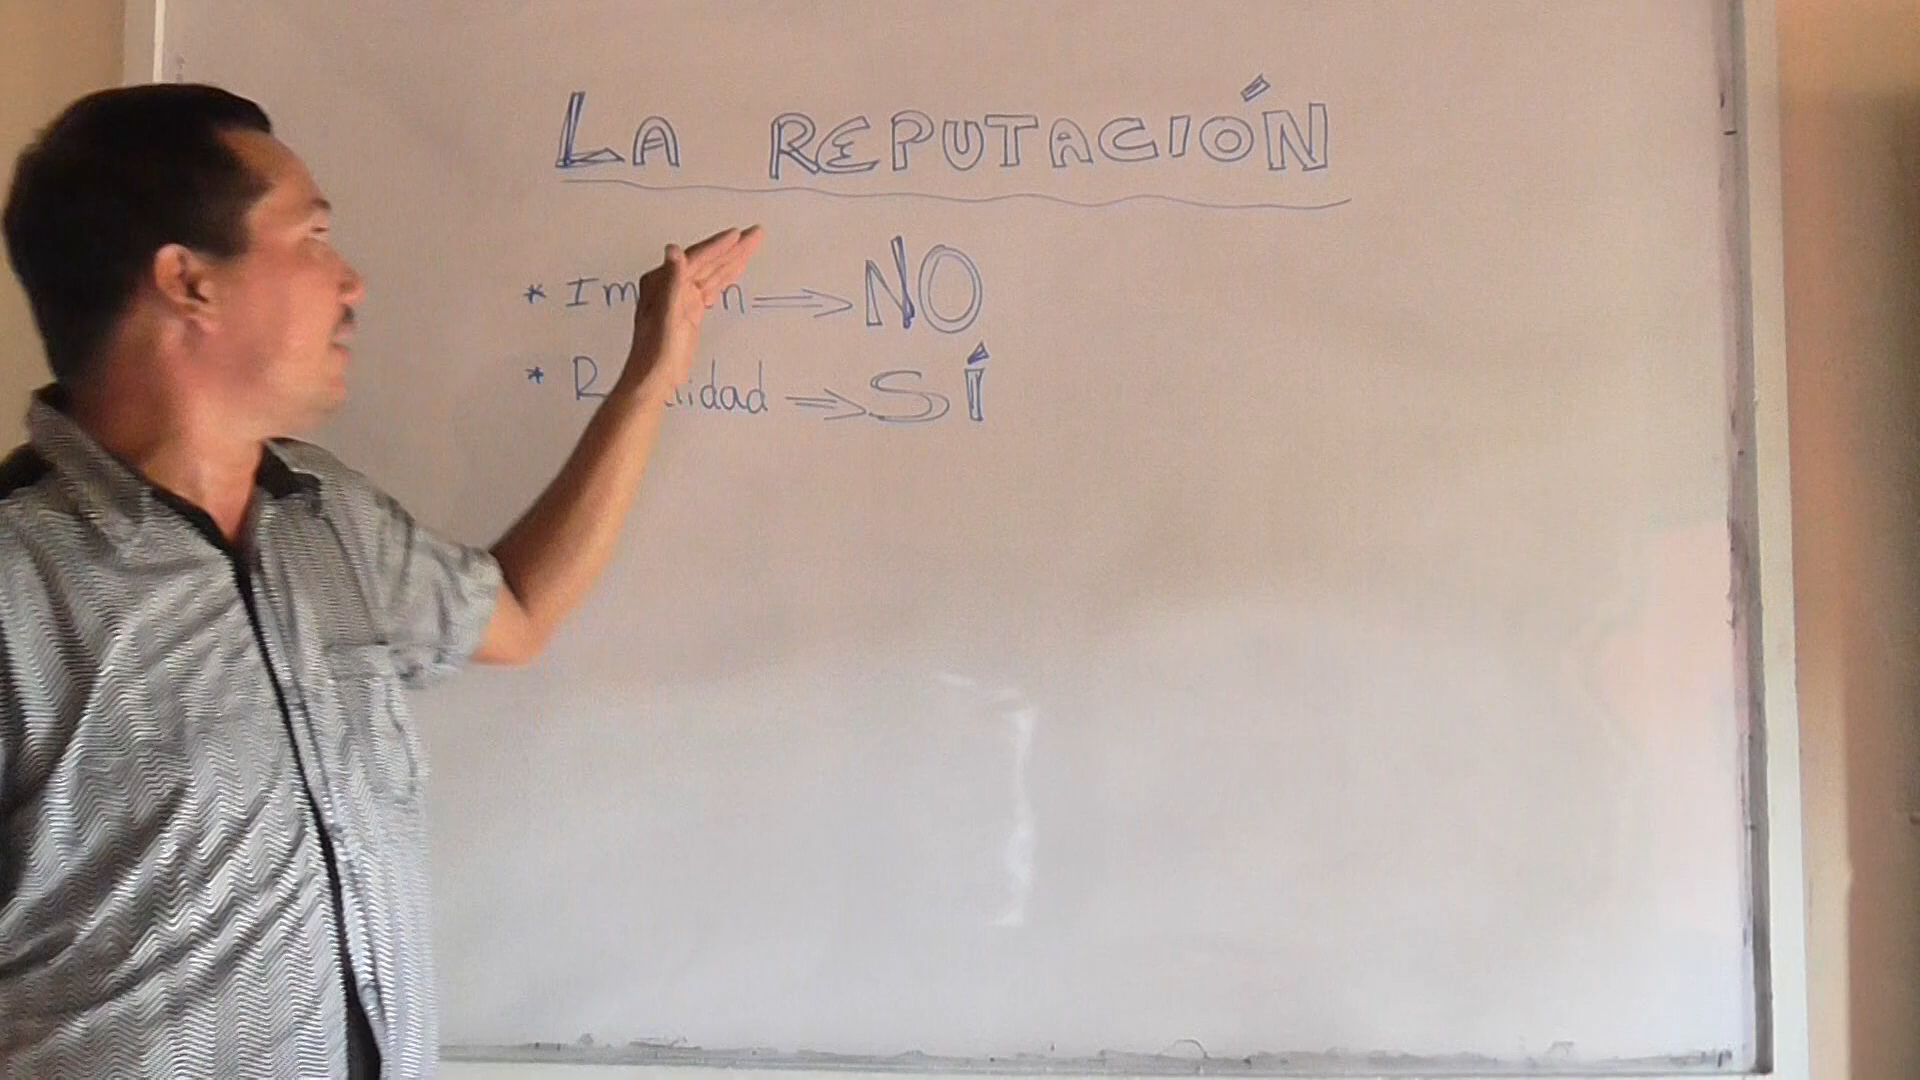 LA REPUTACIÓN
* ⇒ NO
* ⇒ SÍ